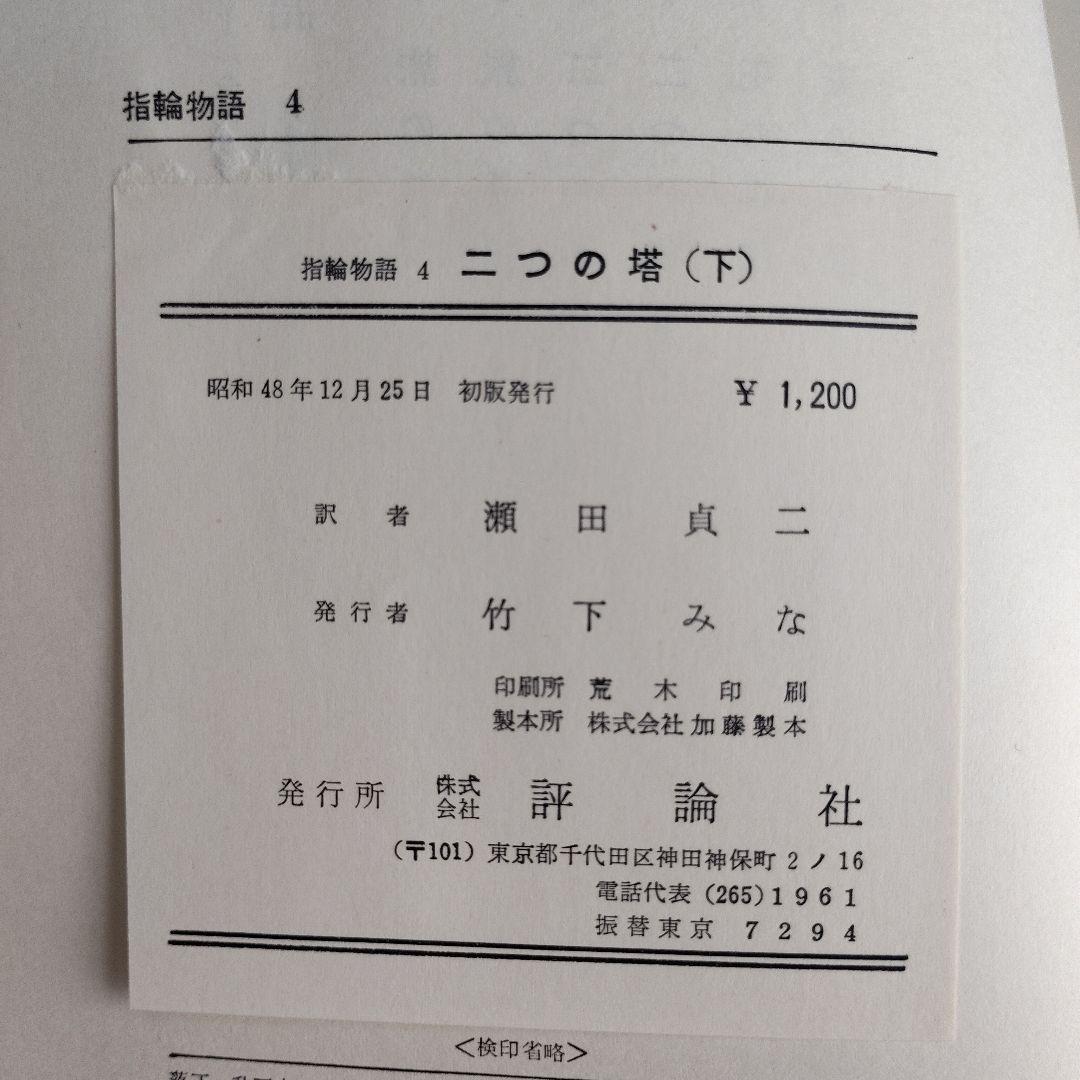 指輪物語 4
指輪物語 4 二つの塔(下)
昭和48年12月25日 初版発行 ¥ 1,200
訳者 瀬田貞二
発行者 竹下みな
印刷所 荒木印刷
製本所 株式会社加藤製本
発行所 株式会社 評論社
(〒101) 東京都千代田区神田神保町2ノ16
電話代表 (265) 1961
振替東京 7294
<検印省略>